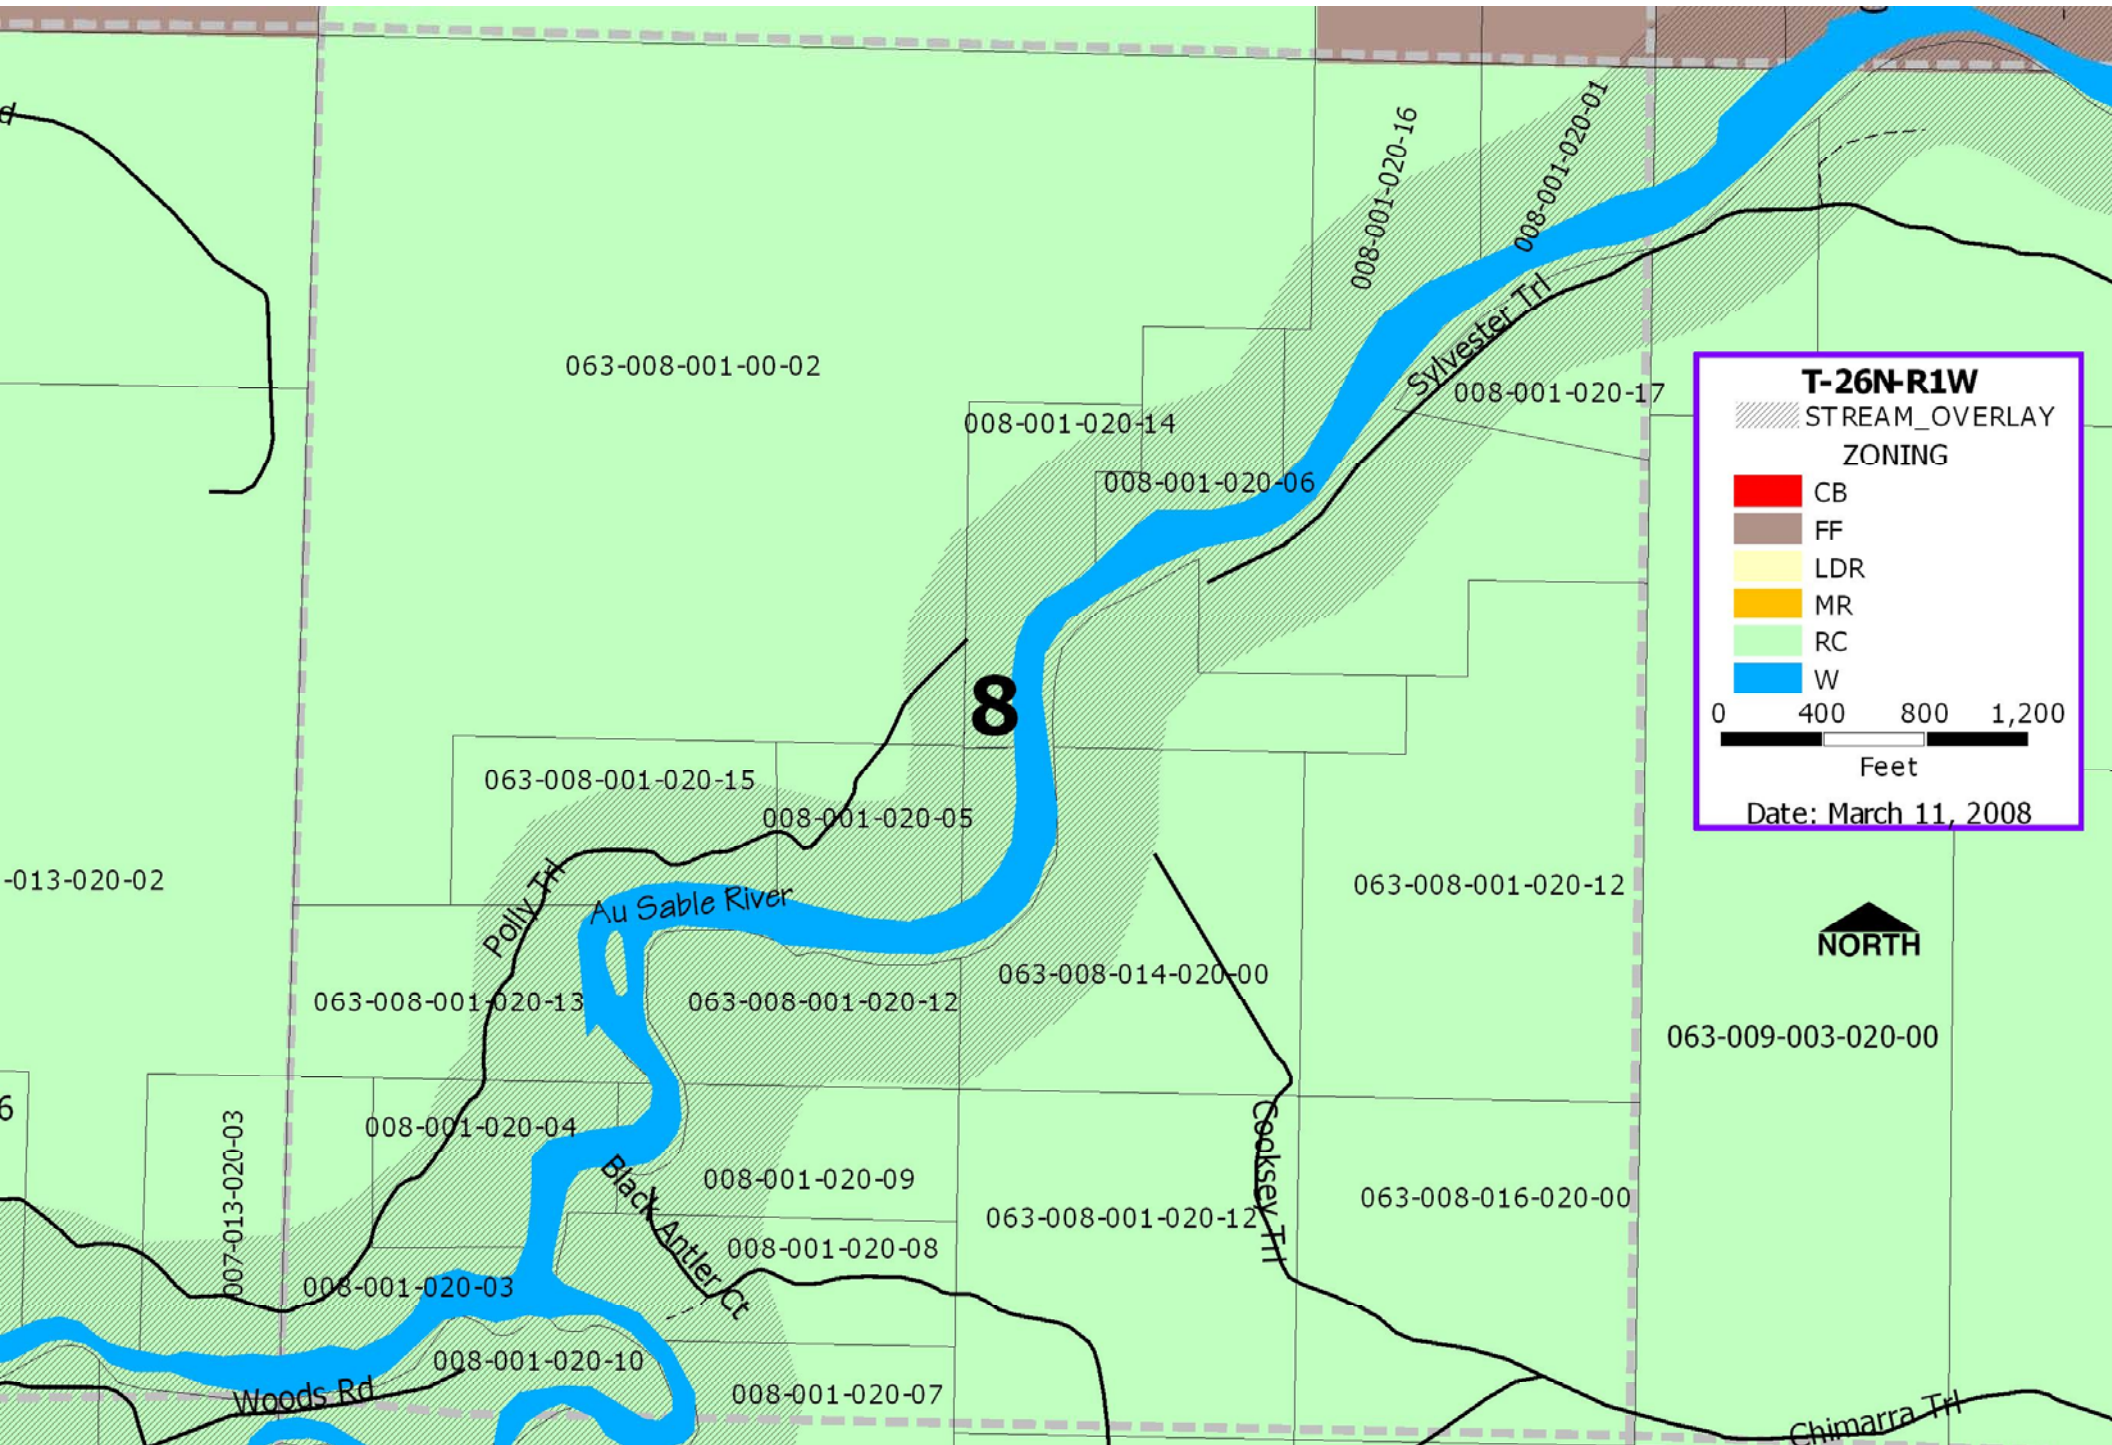 d
008-001-020-16
008-001-020-01
063-008-001-00-02
Sylvester Trl
008-001-020-17
008-001-020-14
008-001-020-06
T-26N-R1W
STREAM_OVERLAY
ZONING
CB
FF
LDR
MR
RC
W
0 400 800 1,200
Feet
Date: March 11, 2008
8
063-008-001-020-15
008-001-020-05
-013-020-02
Polly Trl
Au Sable River
063-008-001-020-12
NORTH
063-008-014-020-00
063-008-001-020-13
063-008-001-020-12
063-009-003-020-00
6
007-013-020-03
008-001-020-04
Black Antler Ct
008-001-020-09
Cooksey Trl
063-008-001-020-12
063-008-016-020-00
008-001-020-08
008-001-020-03
008-001-020-10
Woods Rd
008-001-020-07
Chimarra Trl